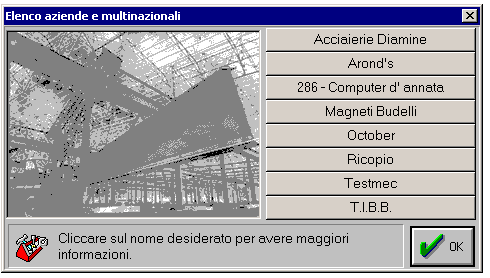 Elenco aziende e multinazionali
Acciaierie Diamine
Arond's
286 - Computer d' annata
Magneti Budelli
October
Ricopio
Testmec
T.I.B.B.
Cliccare sul nome desiderato per avere maggiori
informazioni.
OK